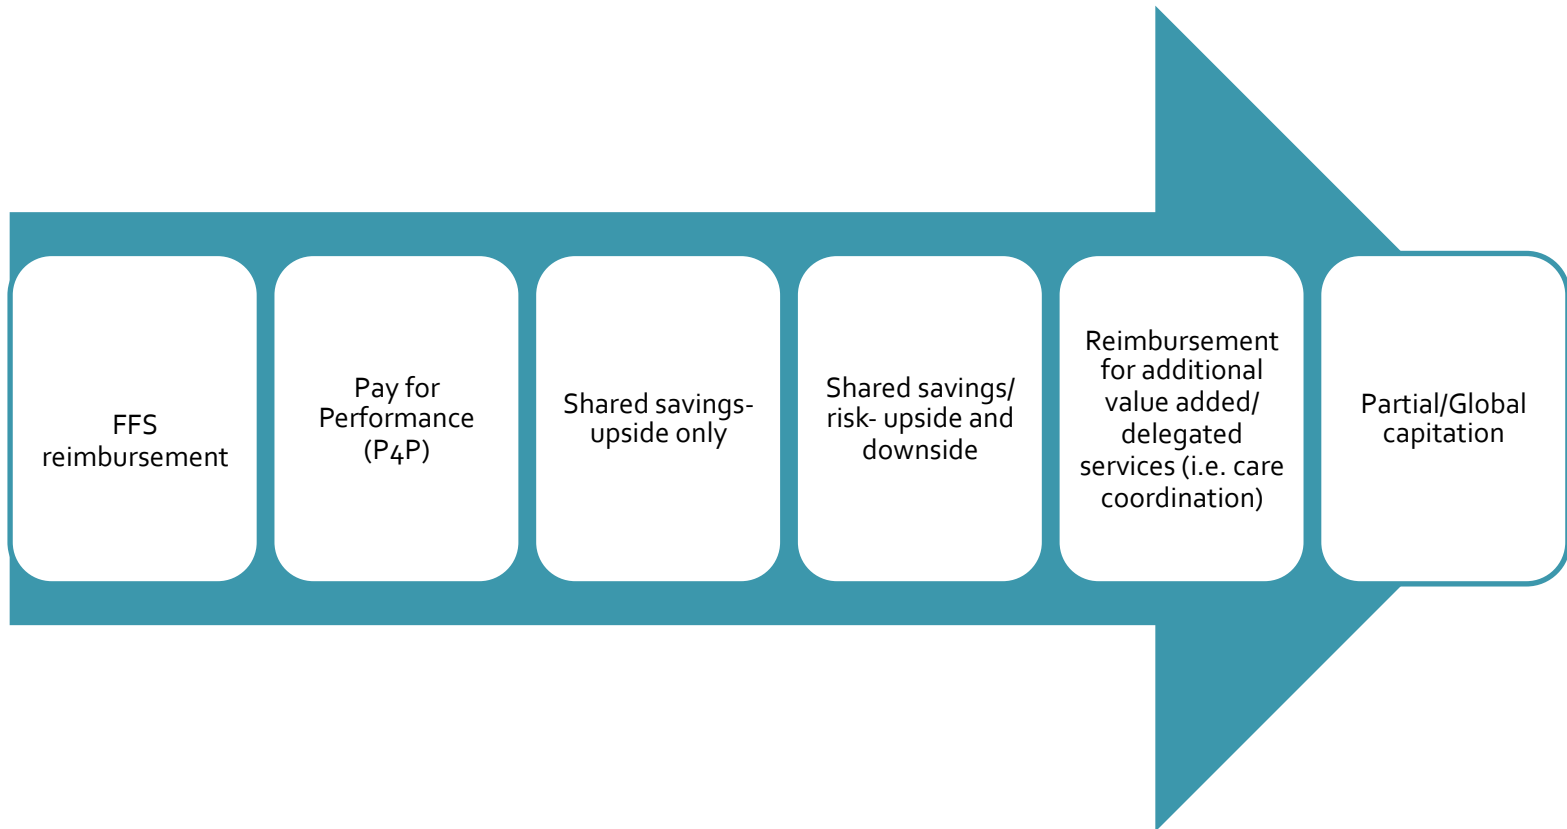 FFS
reimbursement
Pay for
Performance
(P4P)
Shared savings-
upside only
Shared savings/
risk- upside and
downside
Reimbursement
for additional
value added/
delegated
services (i.e. care
coordination)
Partial/Global
capitation